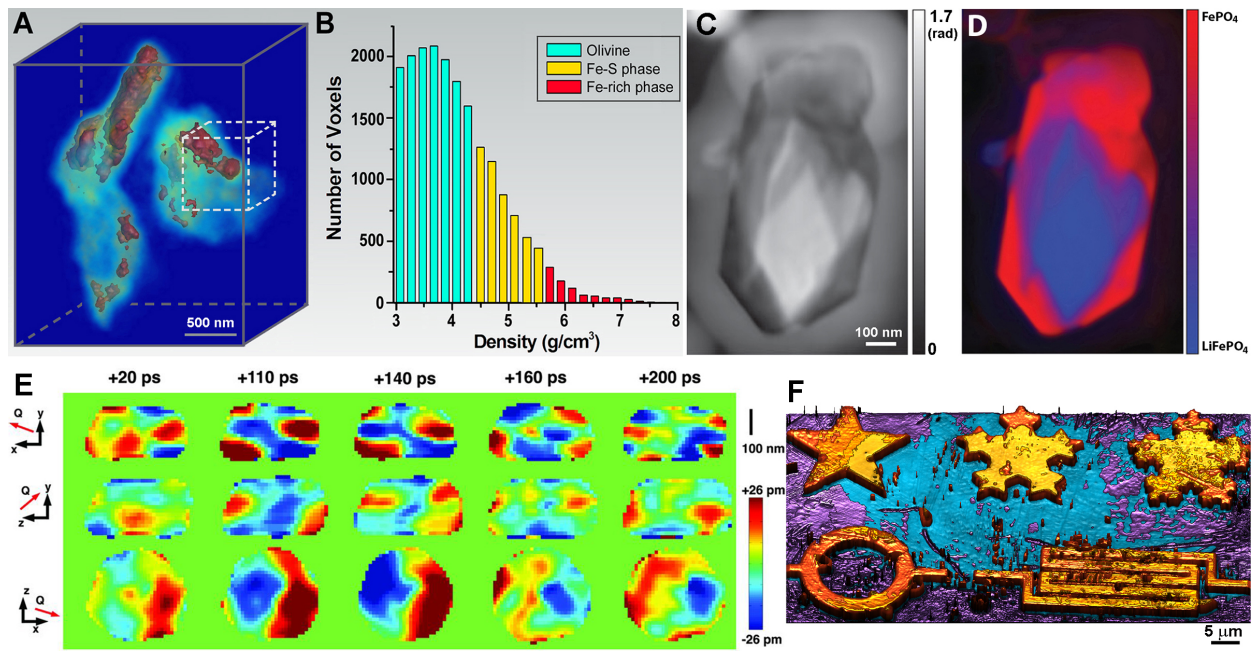 A
500 nm
B
Number of Voxels
2000
1500
1000
500
0
3 4 5 6 7 8
Density (g/cm³)
Olivine
Fe-S phase
Fe-rich phase
C
1.7
(rad)
0
100 nm
D
FePO₄
LiFePO₄
E
+20 ps +110 ps +140 ps +160 ps +200 ps
Q y
x
Q y
z
z Q
x
100 nm
+26 pm
-26 pm
F
5 μm